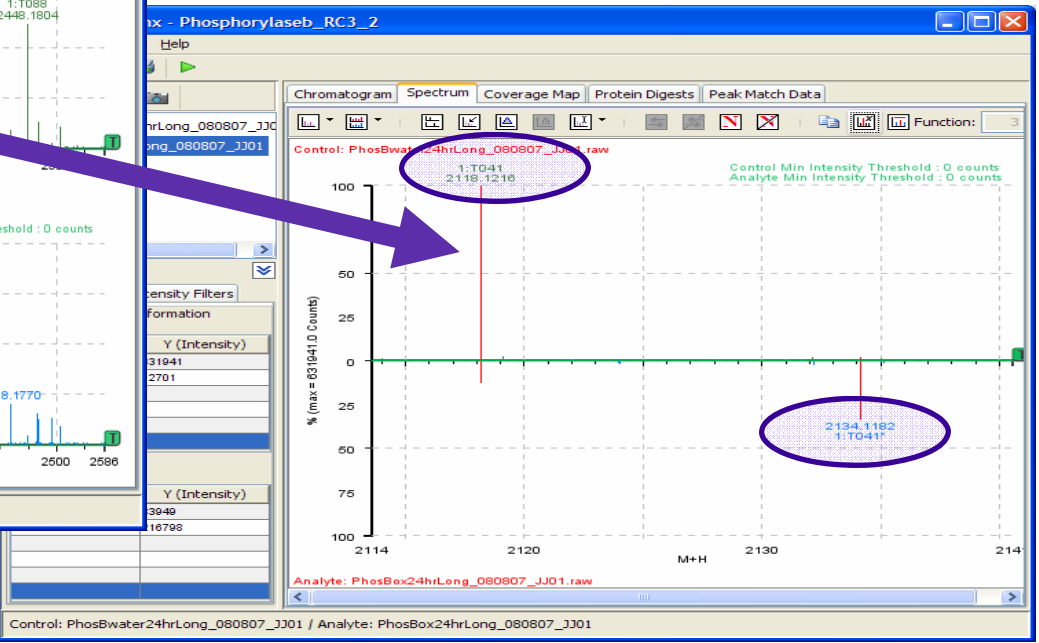 1:T088
2448.1804
eshold : 0 counts
8.1770
2500 2586
nx - Phosphorylaseb_RC3_2
Help
hrLong_080807_JJ0
ong_080807_JJ01
tensity Filters
formation
Y (Intensity)
31941
2701
Y (Intensity)
3949
16798
Chromatogram Spectrum Coverage Map Protein Digests Peak Match Data
Function: 3
Control: PhosBwater24hrLong_080807_JJ01.raw
1:T041
2118.1216
Control Min Intensity Threshold : 0 counts
Analyte Min Intensity Threshold : 0 counts
100
50
25
0
25
50
75
100
% (max = 631941.0 Counts)
T
T
2134.1182
1:T041*
2114 2120 2130 214
M+H
Analyte: PhosBox24hrLong_080807_JJ01.raw
Control: PhosBwater24hrLong_080807_JJ01 / Analyte: PhosBox24hrLong_080807_JJ01